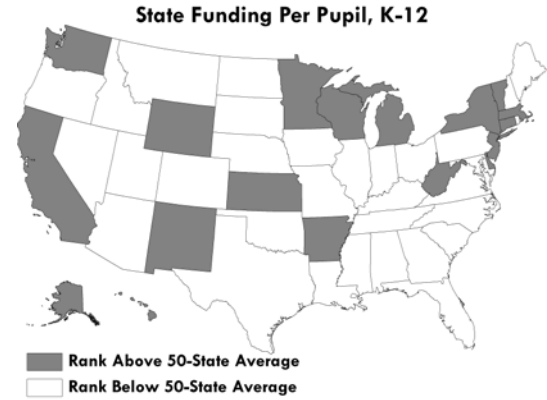 State Funding Per Pupil, K-12
Rank Above 50-State Average
Rank Below 50-State Average